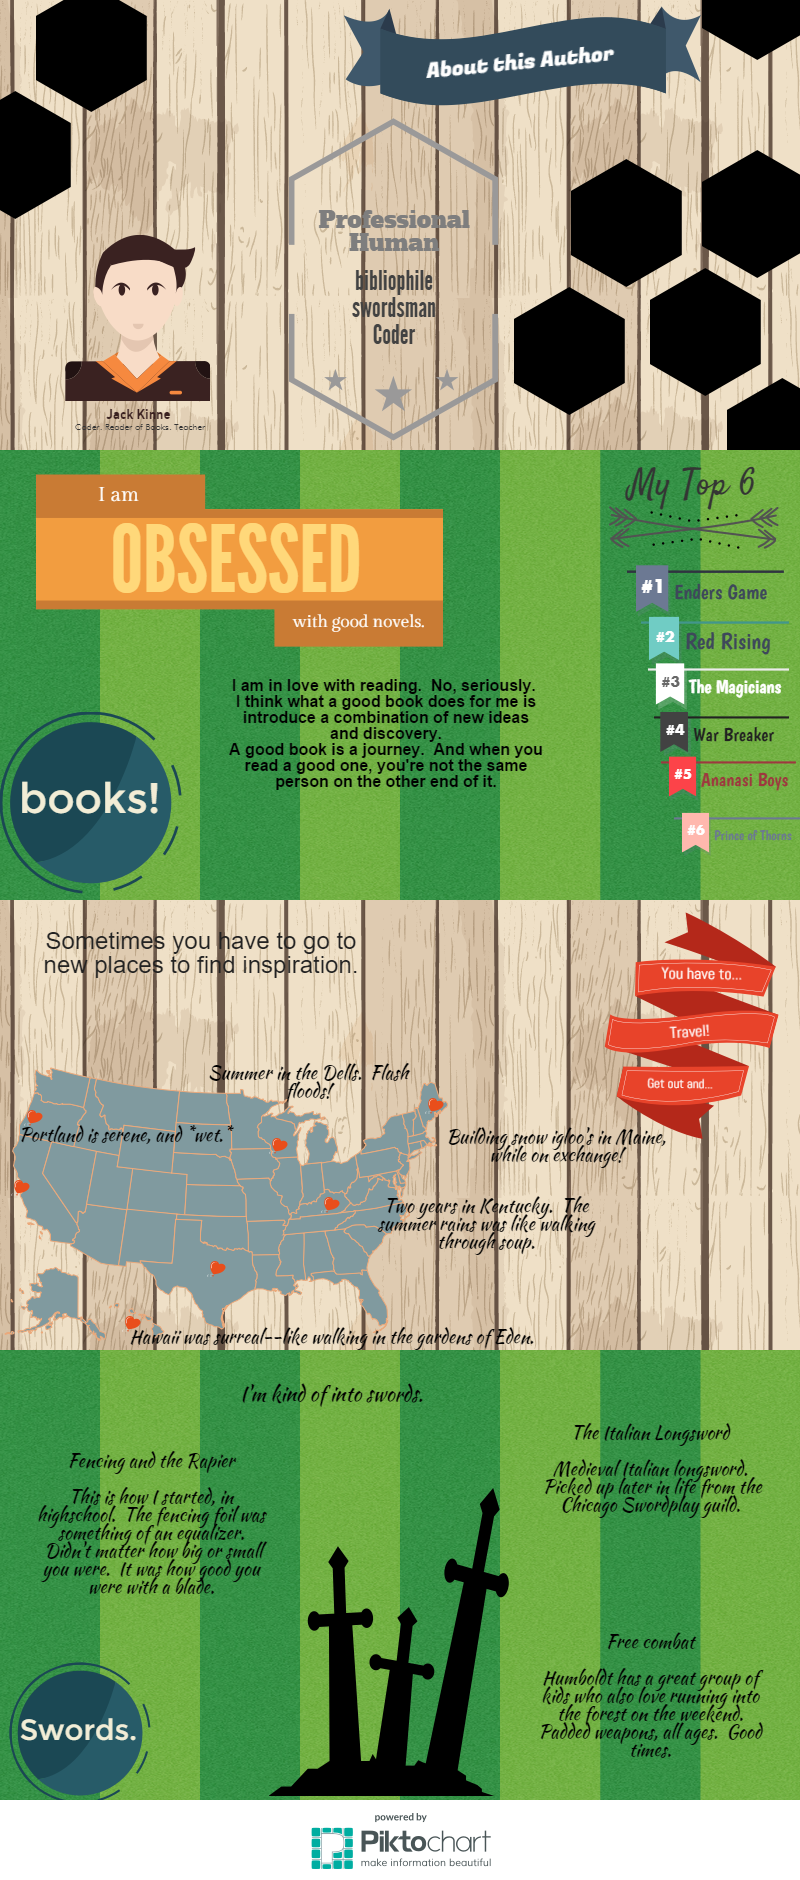 About this Author
Professional
Human
bibliophile
swordsman
Coder
Jack Kinne
Coder. Reader of Books. Teacher
I am
OBSESSED
with good novels.
My Top 6
#1 Enders Game
#2 Red Rising
#3 The Magicians
#4 War Breaker
#5 Ananasi Boys
#6 Prince of Thorns
I am in love with reading. No, seriously.
I think what a good book does for me is
introduce a combination of new ideas
and discovery.
A good book is a journey. And when you
read a good one, you're not the same
person on the other end of it.
books!
Sometimes you have to go to
new places to find inspiration.
You have to...
Travel!
Get out and...
Summer in the Dells. Flash
floods!
Portland is serene, and *wet.*
Building snow igloo's in Maine,
while on exchange!
Two years in Kentucky. The
summer rains was like walking
through soup.
Hawaii was surreal--like walking in the gardens of Eden.
I'm kind of into swords.
Fencing and the Rapier
This is how I started, in
highschool. The fencing foil was
something of an equalizer.
Didn't matter how big or small
you were. It was how good you
were with a blade.
The Italian Longsword
Medieval Italian longsword.
Picked up later in life from the
Chicago Swordplay guild.
Free combat
Humboldt has a great group of
kids who also love running into
the forest on the weekend.
Padded weapons, all ages. Good
times.
Swords.
powered by
Piktochart
make information beautiful